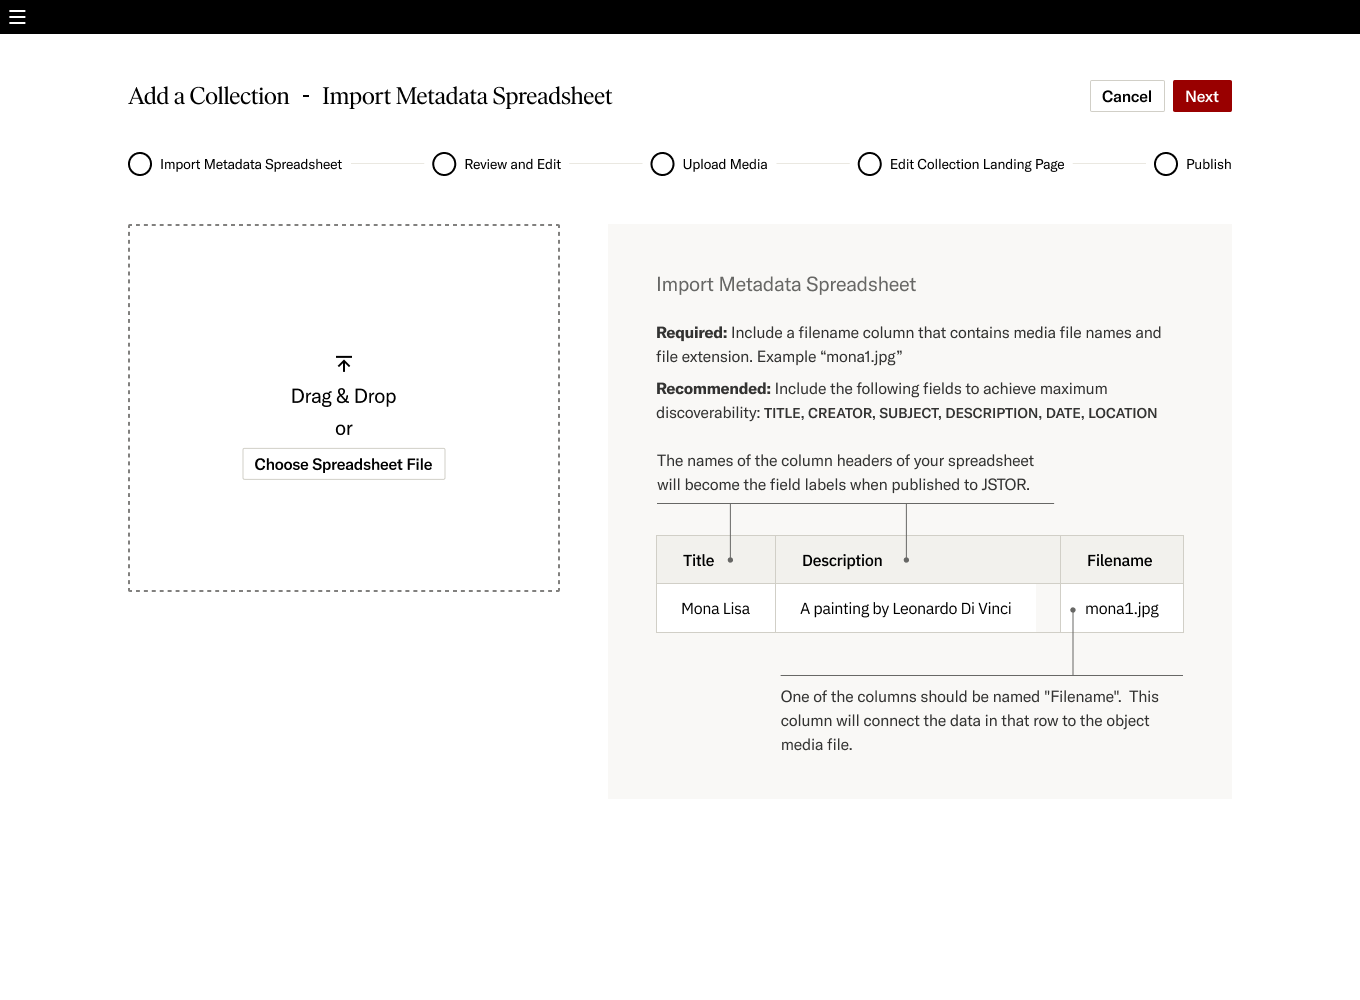 Add a Collection - Import Metadata Spreadsheet
Cancel
Next
Import Metadata Spreadsheet
Review and Edit
Upload Media
Edit Collection Landing Page
Publish
Drag & Drop
or
Choose Spreadsheet File
Import Metadata Spreadsheet
Required: Include a filename column that contains media file names and
file extension. Example “mona1.jpg”
Recommended: Include the following fields to achieve maximum
discoverability: TITLE, CREATOR, SUBJECT, DESCRIPTION, DATE, LOCATION
The names of the column headers of your spreadsheet
will become the field labels when published to JSTOR.
Title Description Filename
Mona Lisa A painting by Leonardo Di Vinci mona1.jpg
One of the columns should be named "Filename".  This
column will connect the data in that row to the object
media file.